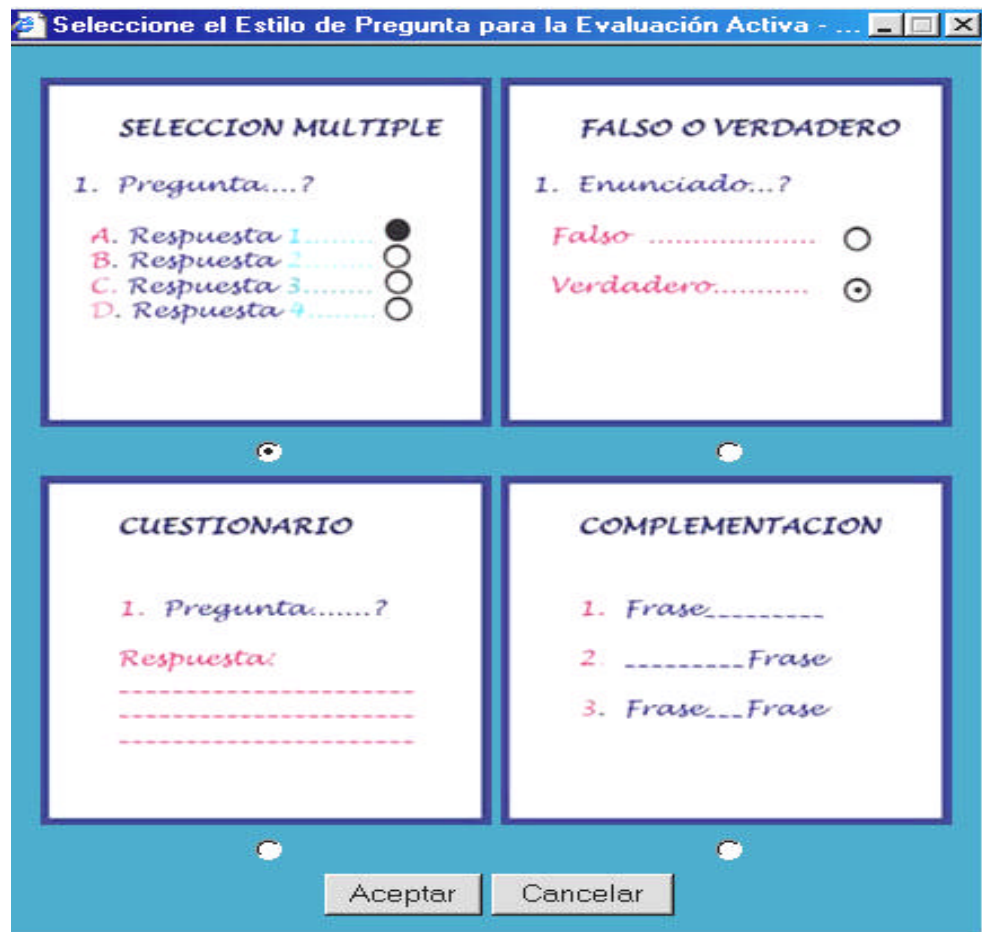 Seleccione el Estilo de Pregunta para la Evaluación Activa - ...
SELECCION MULTIPLE
1. Pregunta....?
A. Respuesta 1........
B. Respuesta 2........
C. Respuesta 3........
D. Respuesta 4........
FALSO O VERDADERO
1. Enunciado...?
Falso ...................
Verdadero...........
CUESTIONARIO
1. Pregunta.......?
Respuesta:
----------------------
----------------------
----------------------
COMPLEMENTACION
1. Frase_________
2. _________Frase
3. Frase___Frase
Aceptar
Cancelar